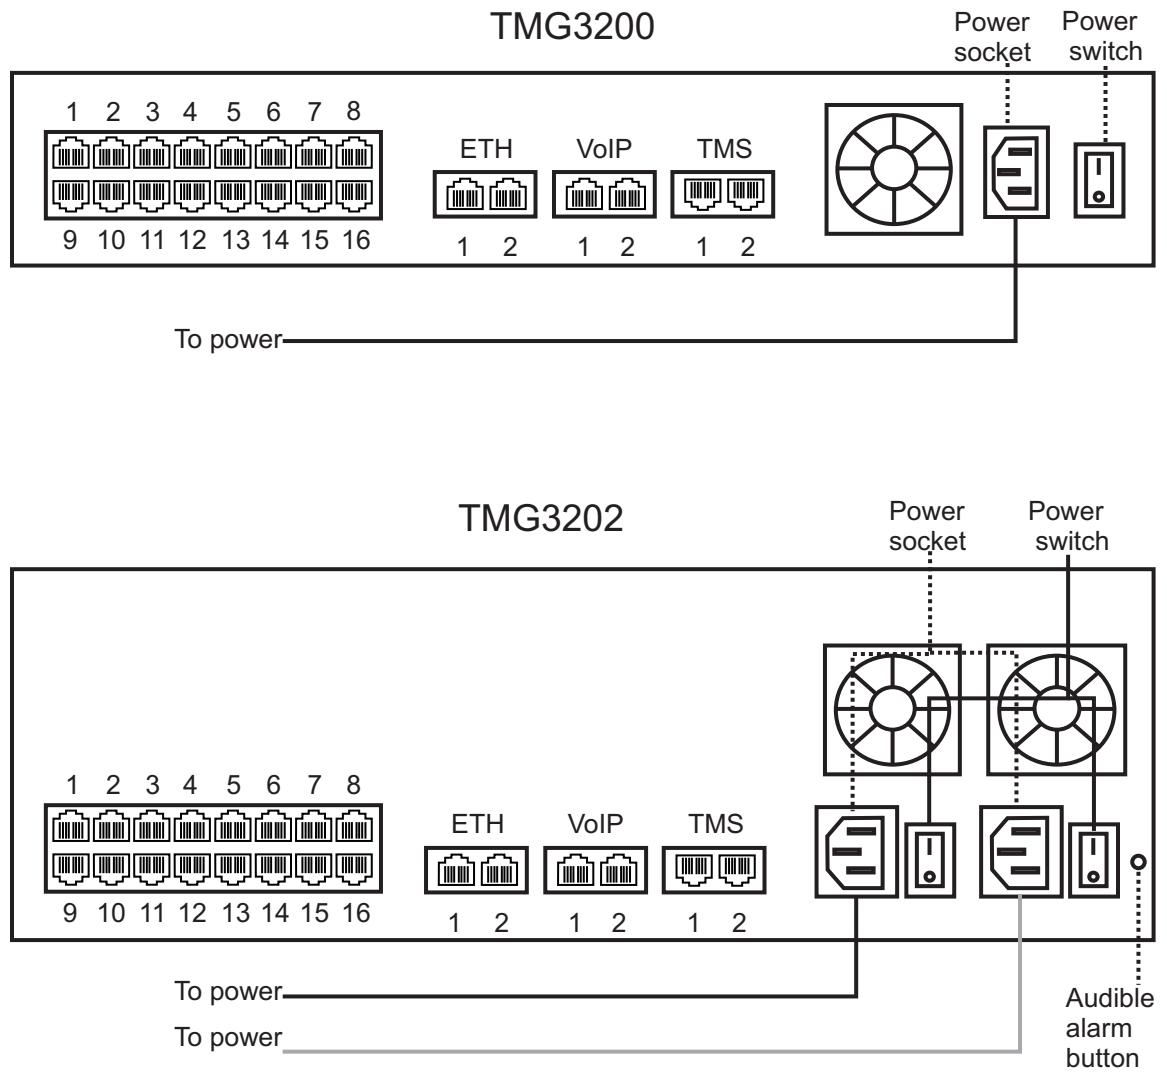 TMG3200
Power socket
Power switch
1 2 3 4 5 6 7 8
ETH VoIP TMS
9 10 11 12 13 14 15 16
1 2 1 2 1 2
To power
TMG3202
Power socket
Power switch
1 2 3 4 5 6 7 8
ETH VoIP TMS
9 10 11 12 13 14 15 16
1 2 1 2 1 2
To power
To power
Audible
alarm
button